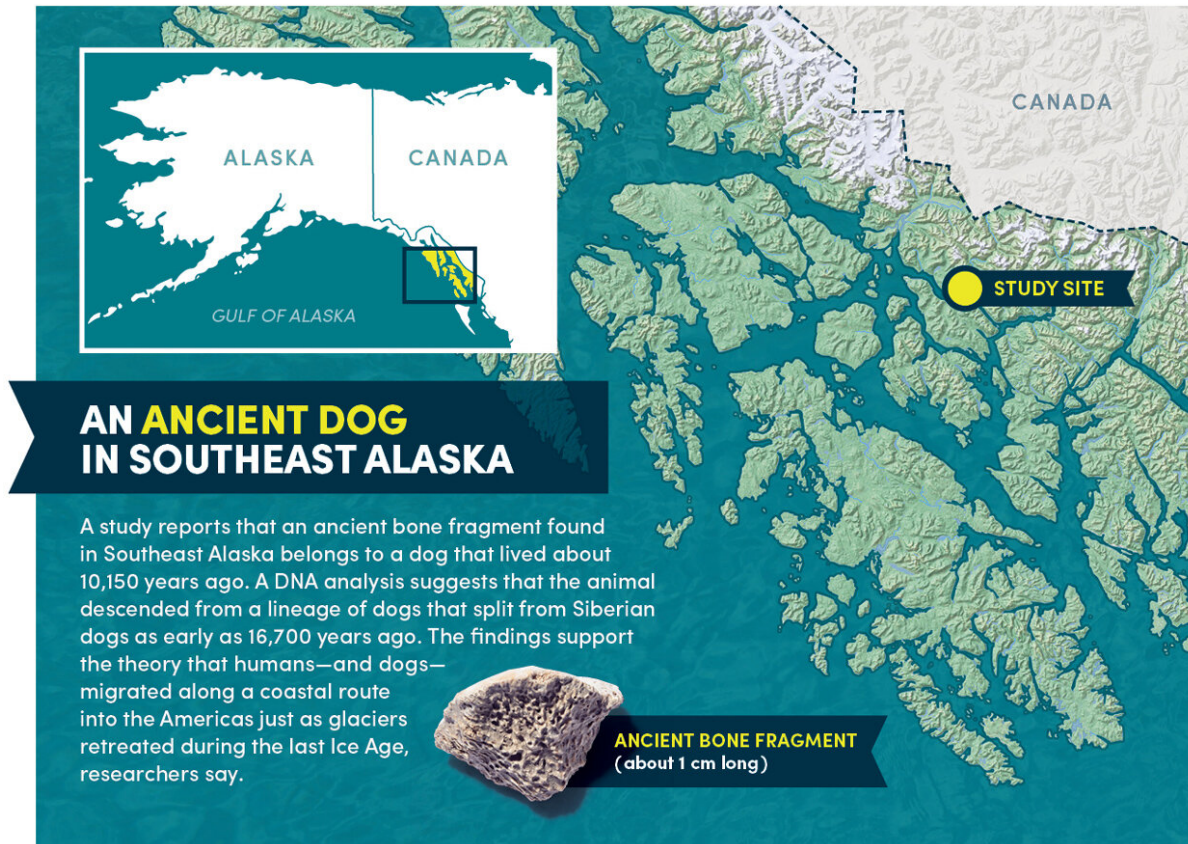 ALASKA
CANADA
GULF OF ALASKA
CANADA
STUDY SITE
AN ANCIENT DOG
IN SOUTHEAST ALASKA
A study reports that an ancient bone fragment found
in Southeast Alaska belongs to a dog that lived about
10,150 years ago. A DNA analysis suggests that the animal
descended from a lineage of dogs that split from Siberian
dogs as early as 16,700 years ago. The findings support
the theory that humans—and dogs—
migrated along a coastal route
into the Americas just as glaciers
retreated during the last Ice Age,
researchers say.
ANCIENT BONE FRAGMENT
(about 1 cm long)